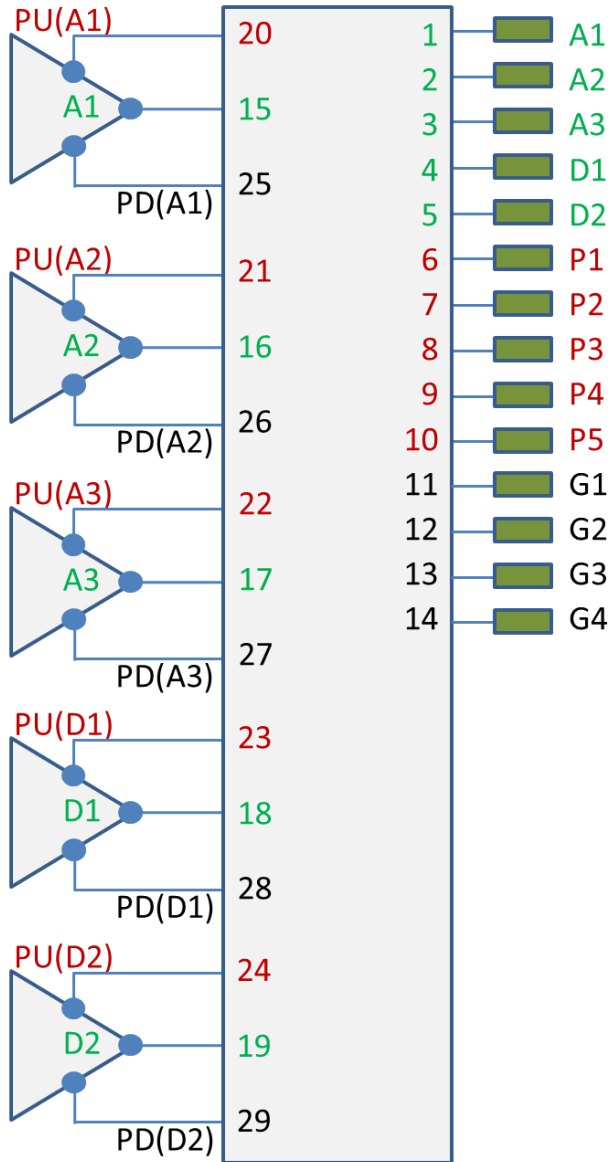 PU(A1) 20 1 A1
2 A2
A1 15 3 A3
4 D1
PD(A1) 25 5 D2
PU(A2) 21 6 P1
7 P2
A2 16 8 P3
9 P4
PD(A2) 26 10 P5
PU(A3) 22 11 G1
12 G2
A3 17 13 G3
14 G4
PD(A3) 27
PU(D1) 23
D1 18
PD(D1) 28
PU(D2) 24
D2 19
PD(D2) 29